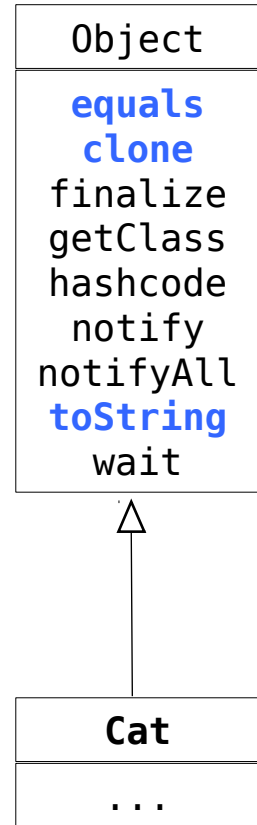 Object
equals
clone
finalize
getClass
hashcode
notify
notifyAll
toString
wait
Cat
...